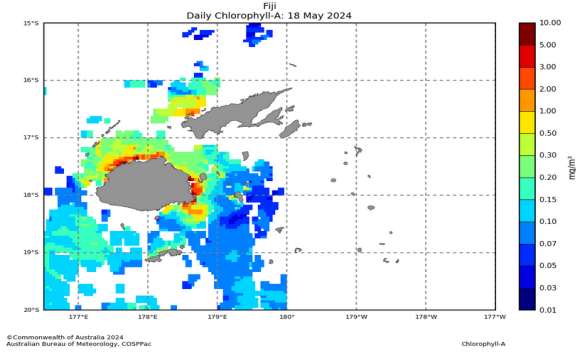 Fiji
Daily Chlorophyll-A: 18 May 2024
15°S
16°S
17°S
18°S
19°S
20°S
177°E
178°E
179°E
180°
179°W
178°W
177°W
10.00
5.00
3.00
2.00
1.00
0.50
0.30
0.20
0.15
0.10
0.07
0.05
0.03
0.01
mg/m³
©Commonwealth of Australia 2024
Australian Bureau of Meteorology, COSPPac
Chlorophyll-A